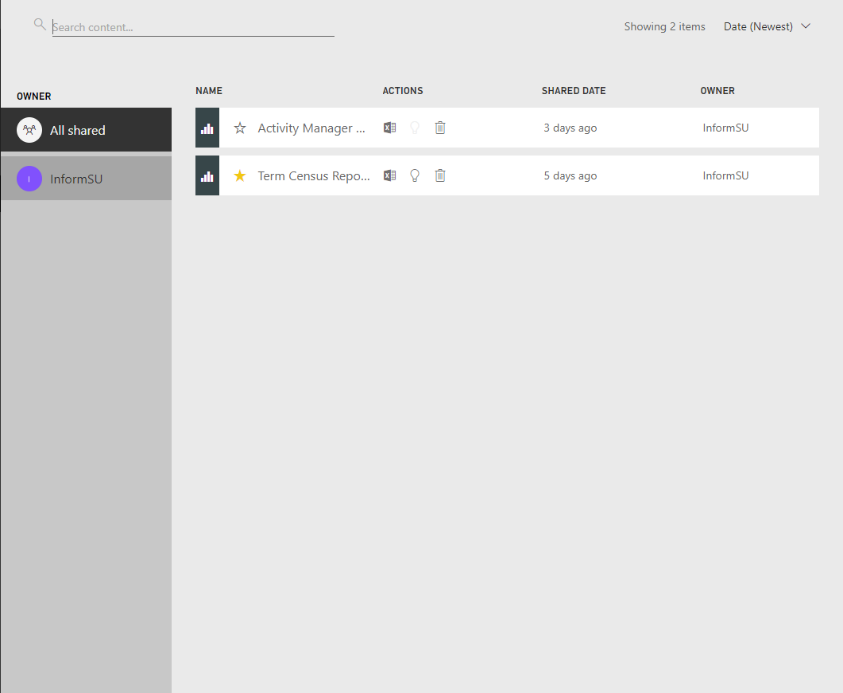 Search content...
Showing 2 items
Date (Newest)
OWNER
All shared
I
InformSU
NAME
ACTIONS
SHARED DATE
OWNER
Activity Manager ...
3 days ago
InformSU
Term Census Repo...
5 days ago
InformSU